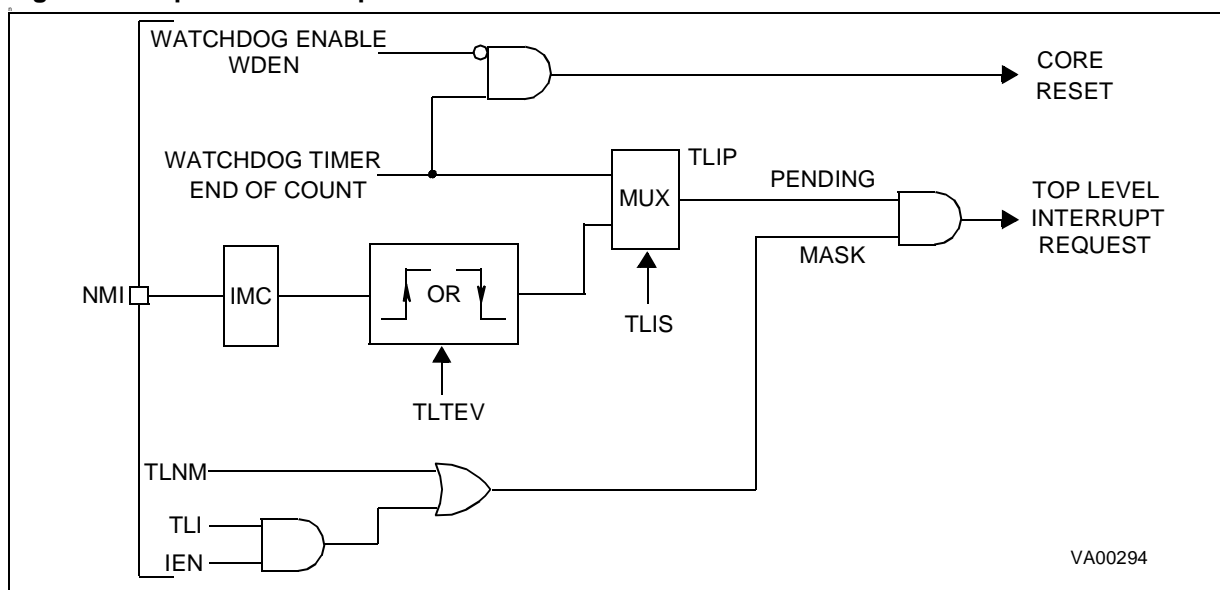 WATCHDOG ENABLE
WDEN
CORE
RESET
WATCHDOG TIMER
END OF COUNT
TLIP
MUX
PENDING
MASK
TOP LEVEL
INTERRUPT
REQUEST
NMI
IMC
OR
TLIS
TLTEV
TLNM
TLI
IEN
VA00294